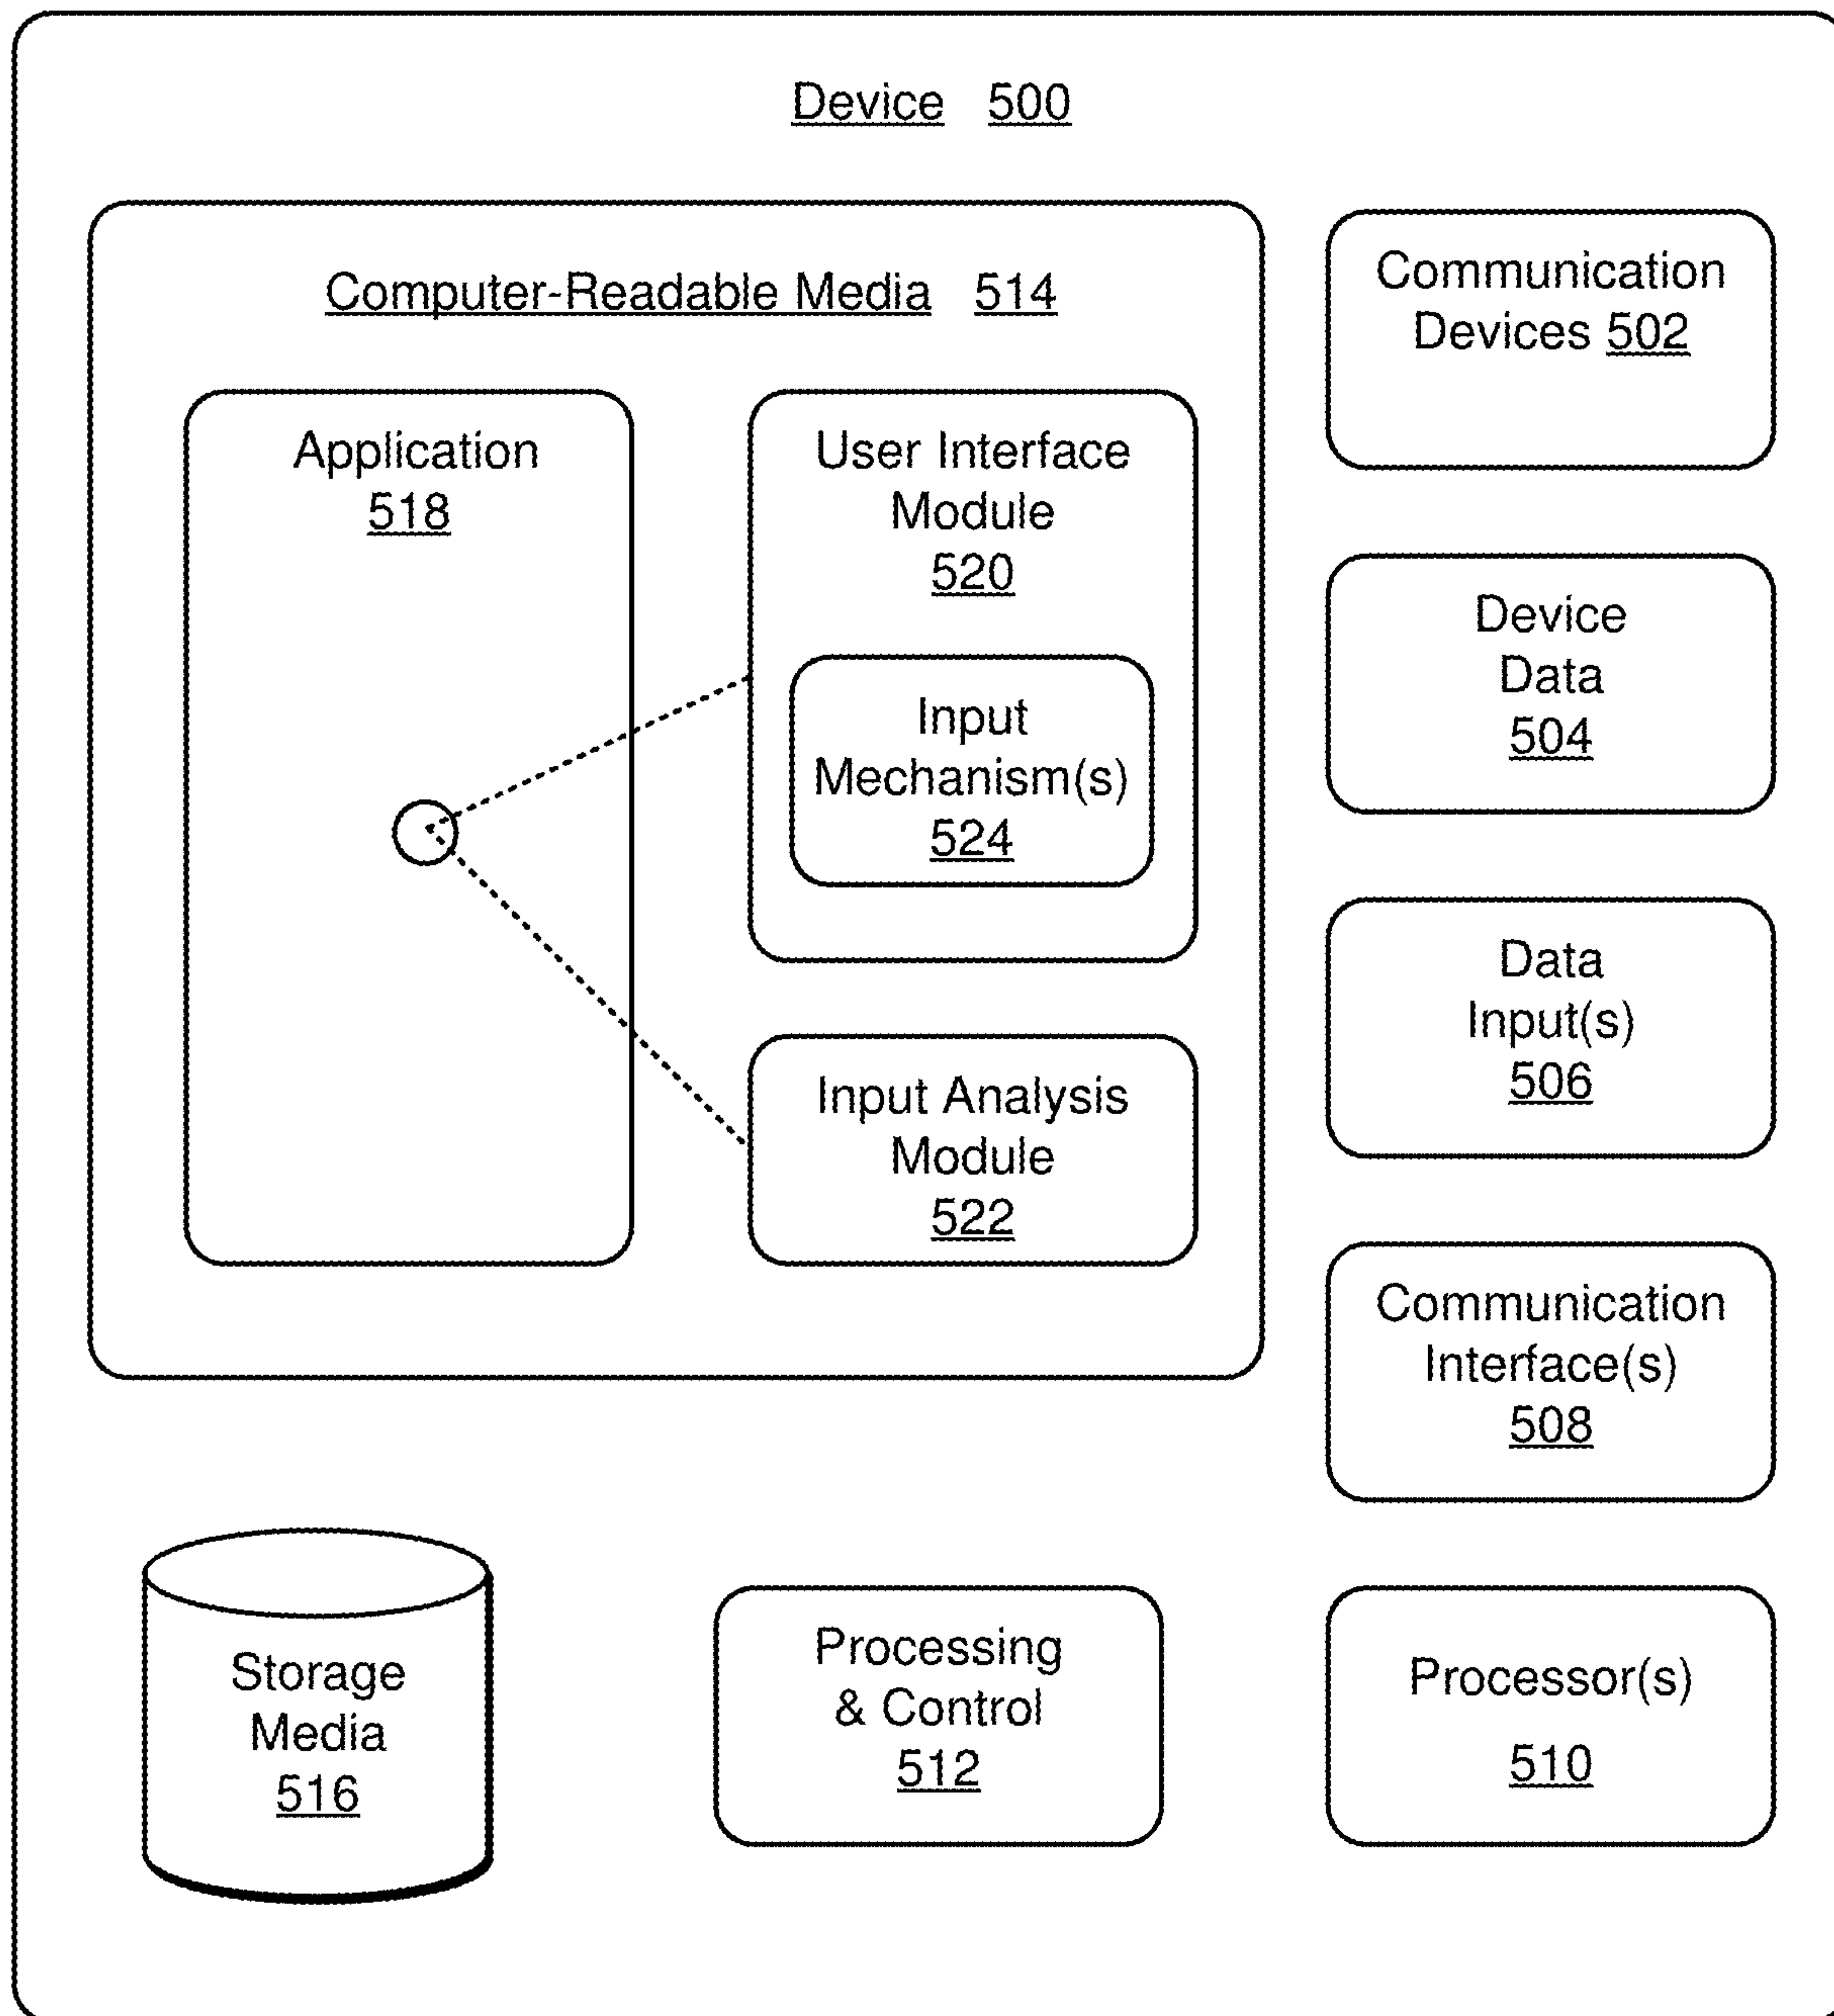 Device 500
Computer-Readable Media 514
Application
518
User Interface
Module
520
Input
Mechanism(s)
524
Input Analysis
Module
522
Communication
Devices 502
Device
Data
504
Data
Input(s)
506
Communication
Interface(s)
508
Storage
Media
516
Processing
& Control
512
Processor(s)
510